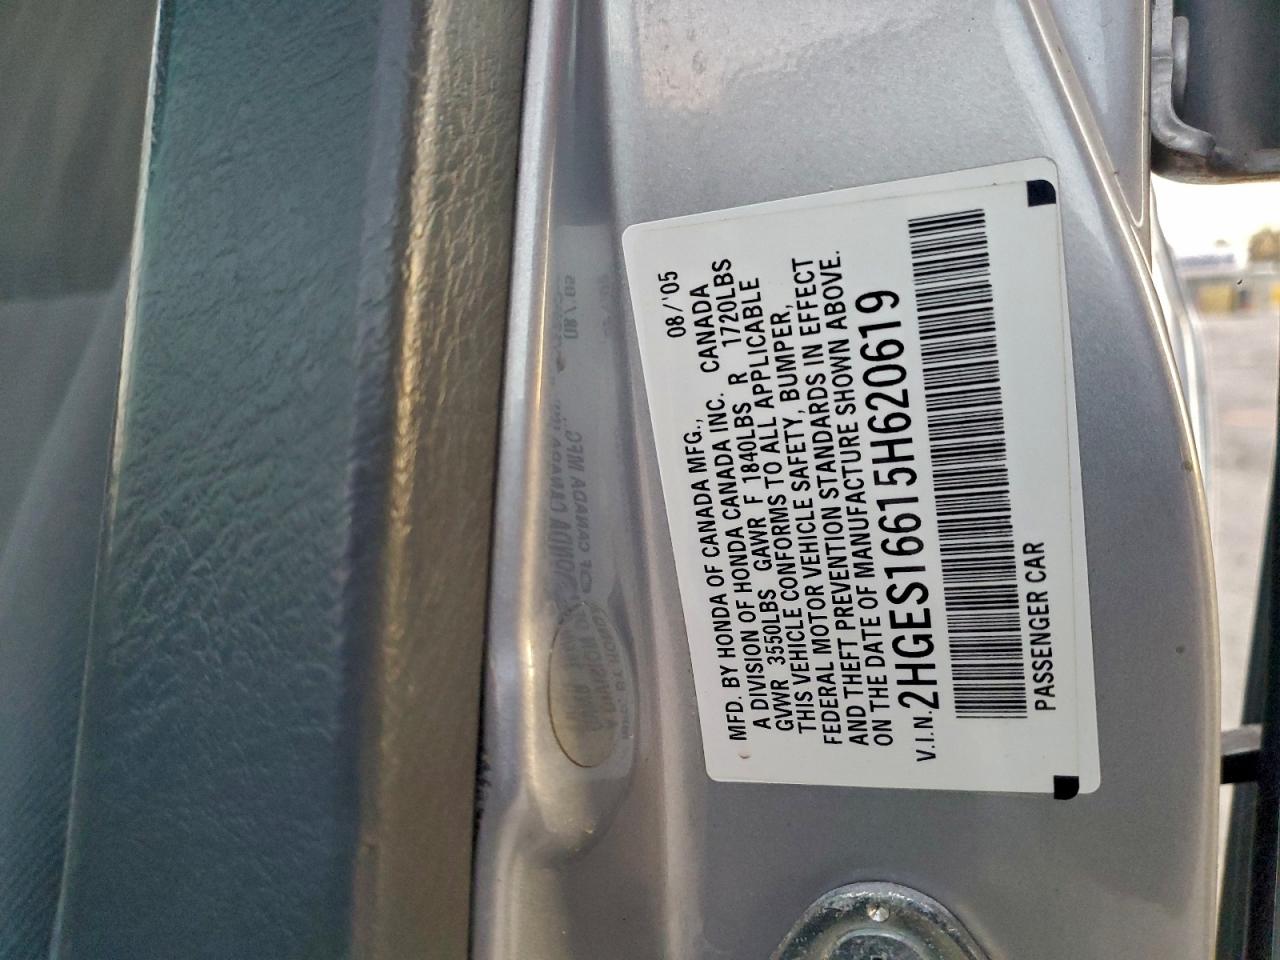 08/'05
MFD. BY HONDA OF CANADA MFG.,
A DIVISION OF HONDA CANADA INC. CANADA
GVWR 3550LBS GAWR F 1840LBS R 1720LBS
THIS VEHICLE CONFORMS TO ALL APPLICABLE
FEDERAL MOTOR VEHICLE SAFETY, BUMPER,
AND THEFT PREVENTION STANDARDS IN EFFECT
ON THE DATE OF MANUFACTURE SHOWN ABOVE.
V.I.N. 2HGES16615H620619
PASSENGER CAR